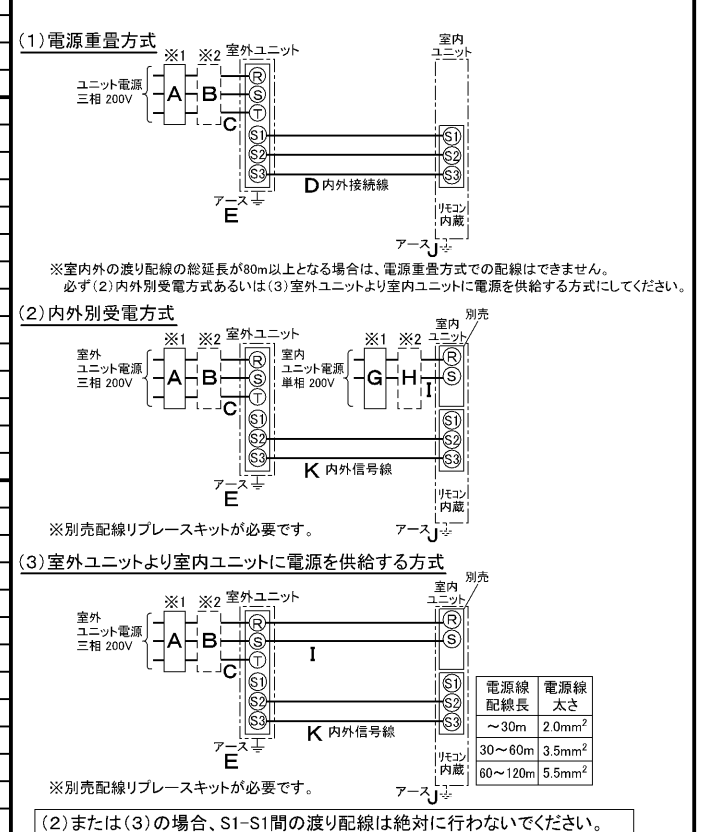 (1)電源重畳方式
※1 ※2 室外ユニット
室内
ユニット
ユニット電源
三相 200V
A B C
R
S
T
S1 S1
S2 S2
S3 S3
D 内外接続線
アース
E
リモコン
内蔵
アース J
※室内外の渡り配線の総延長が80m以上となる場合は、電源重畳方式での配線はできません。
必ず(2)内外別受電方式あるいは(3)室外ユニットより室内ユニットに電源を供給する方式にしてください。
(2)内外別受電方式
※1 ※2 室外ユニット
※1 ※2
室内
ユニット
別売
室外
ユニット電源
三相 200V
A B C
R
S
T
室内
ユニット電源
単相 200V
G H I
R
S
S1 S1
S2 S2
S3 S3
K 内外信号線
アース
E
リモコン
内蔵
※別売配線リプレースキットが必要です。
アース J
(3)室外ユニットより室内ユニットに電源を供給する方式
※1 ※2 室外ユニット
室内
ユニット
別売
室外
ユニット電源
三相 200V
A B C
R R
S S
T
I
S1 S1
S2 S2
S3 S3
K 内外信号線
アース
E
リモコン
内蔵
電源線
配線長
電源線
太さ
～30m 2.0mm²
30～60m 3.5mm²
60～120m 5.5mm²
※別売配線リプレースキットが必要です。
アース J
(2)または(3)の場合、S1-S1間の渡り配線は絶対に行わないでください。